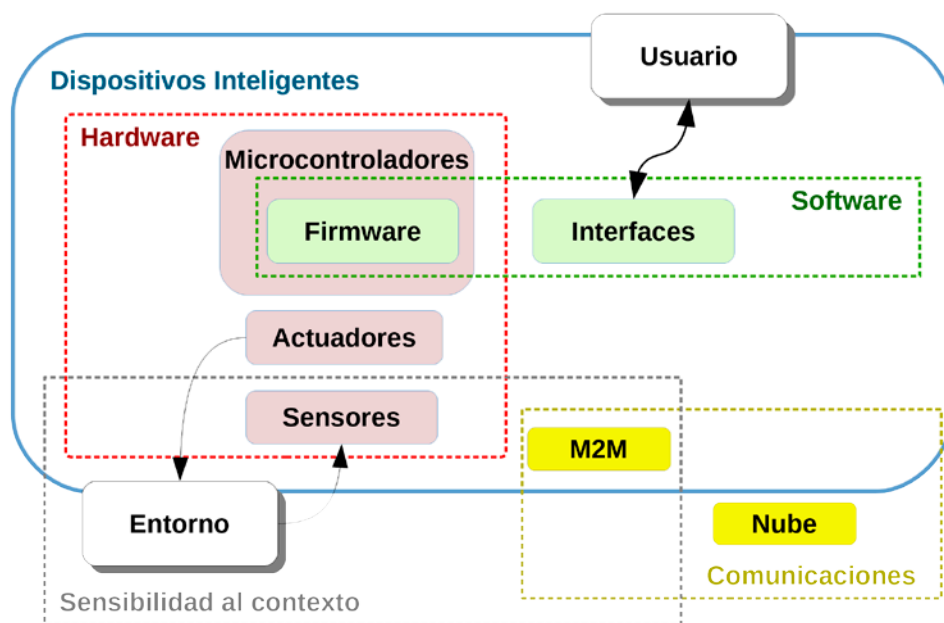 Usuario
Dispositivos Inteligentes
Hardware
Microcontroladores
Software
Firmware
Interfaces
Actuadores
Sensores
M2M
Entorno
Nube
Comunicaciones
Sensibilidad al contexto